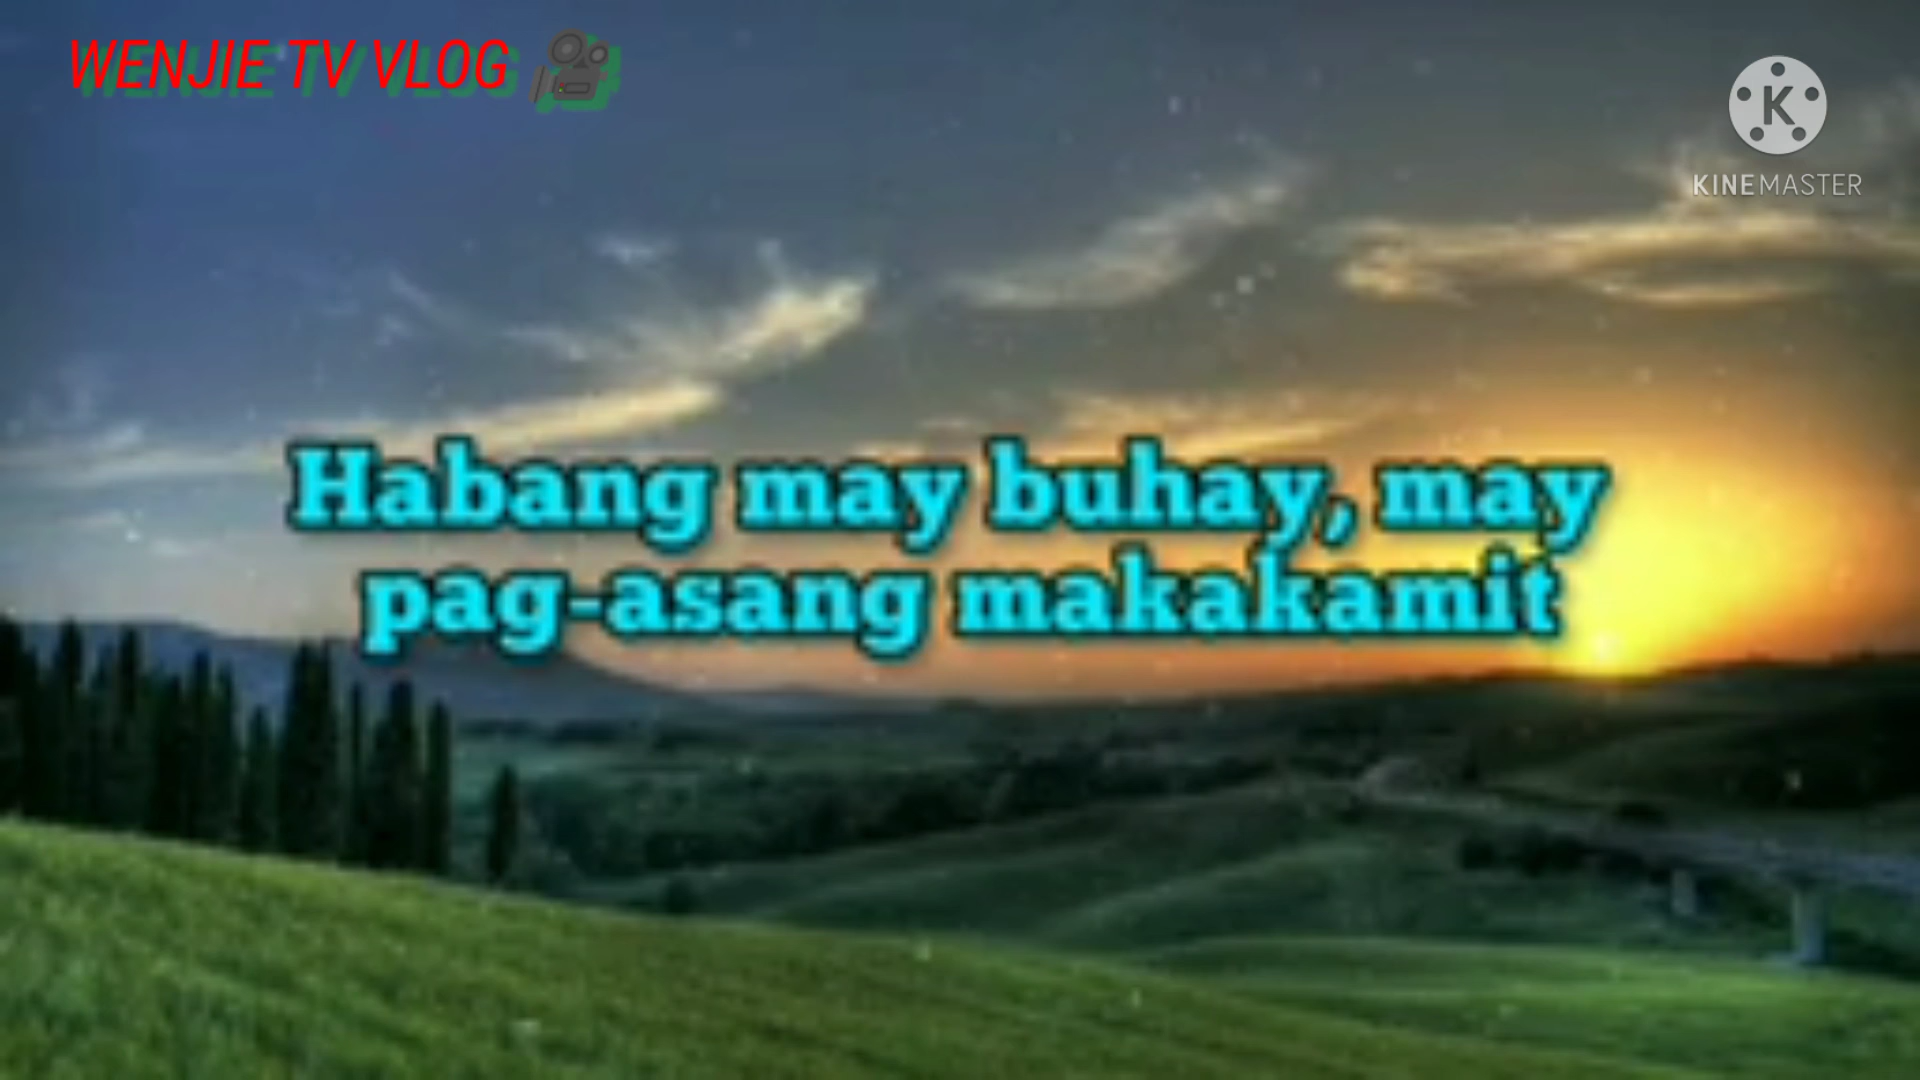 WENJIE TV VLOG
K
KINEMASTER
Habang may buhay, may
pag-asang makakamit